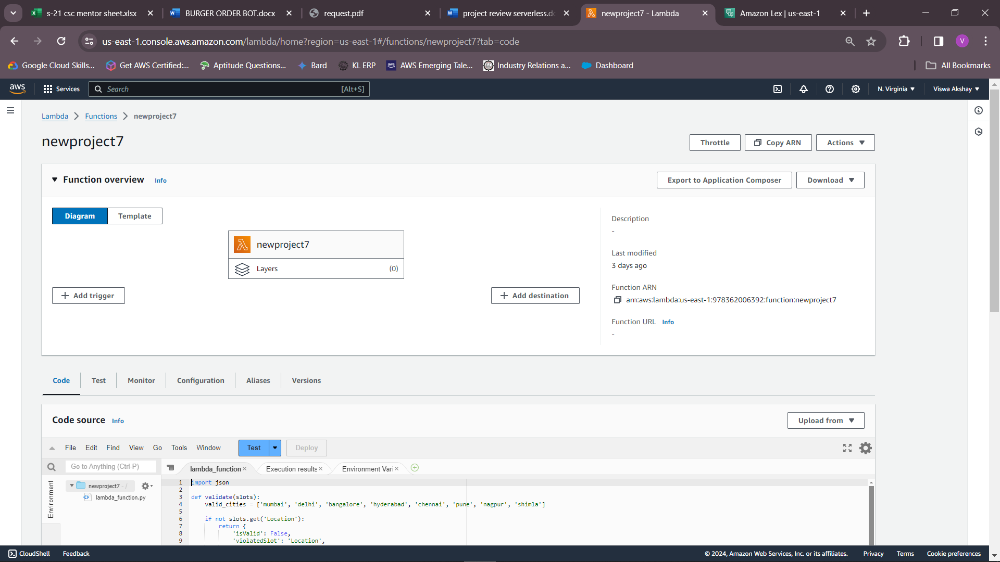 s-21 csc mentor sheet.xlsx
BURGER ORDER BOT.docx
request.pdf
project review serverless.do
newproject7 - Lambda
Amazon Lex | us-east-1
us-east-1.console.aws.amazon.com/lambda/home?region=us-east-1#/functions/newproject7?tab=code
V
Google Cloud Skills...
Get AWS Certified:...
Aptitude Questions...
Bard
KL ERP
AWS Emerging Tale...
Industry Relations a...
Dashboard
All Bookmarks
aws
Services
Search
[Alt+S]
N. Virginia
Viswa Akshay
Lambda
Functions
newproject7
newproject7
Throttle
Copy ARN
Actions
Function overview
Info
Export to Application Composer
Download
Diagram
Template
newproject7
Layers
(0)
Add trigger
Add destination
Description
-
Last modified
3 days ago
Function ARN
arn:aws:lambda:us-east-1:978362006392:function:newproject7
Function URL
Info
-
Code
Test
Monitor
Configuration
Aliases
Versions
Code source
Info
Upload from
File
Edit
Find
View
Go
Tools
Window
Test
Deploy
Go to Anything (Ctrl-P)
lambda_function
Execution results
Environment Vari
Environment
newproject7 - /
lambda_function.py
1 import json
2
3 def validate(slots):
4 valid_cities = ['mumbai', 'delhi', 'bangalore', 'hyderabad', 'chennai', 'pune', 'nagpur', 'shimla']
5
6 if not slots.get('Location'):
7 return {
8 'isValid': False,
9 'violatedSlot': 'Location',
CloudShell
Feedback
© 2024, Amazon Web Services, Inc. or its affiliates.
Privacy
Terms
Cookie preferences